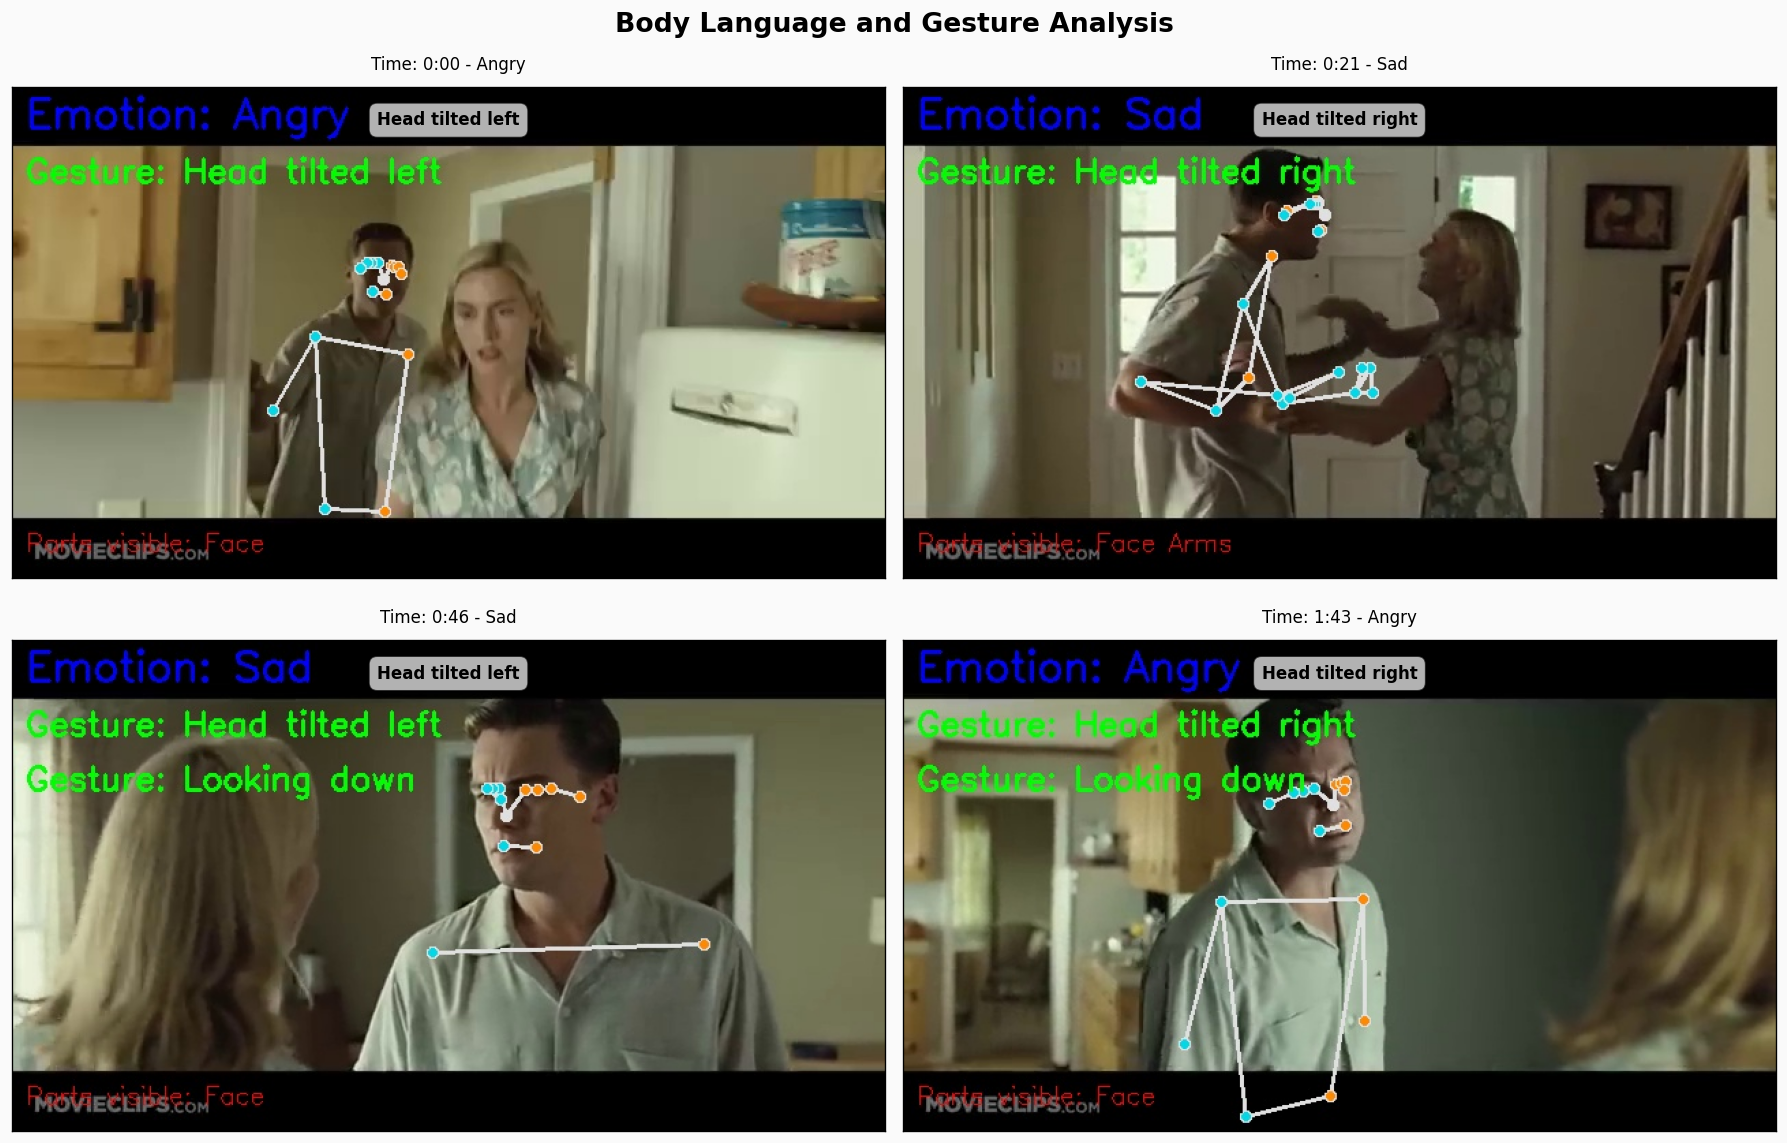 Body Language and Gesture Analysis
Time: 0:00 - Angry
Emotion: Angry
Head tilted left
Gesture: Head tilted left
Parts visible: Face
MOVIECLIPS.COM
Time: 0:21 - Sad
Emotion: Sad
Head tilted right
Gesture: Head tilted right
Parts visible: Face Arms
MOVIECLIPS.COM
Time: 0:46 - Sad
Emotion: Sad
Head tilted left
Gesture: Head tilted left
Gesture: Looking down
Parts visible: Face
MOVIECLIPS.COM
Time: 1:43 - Angry
Emotion: Angry
Head tilted right
Gesture: Head tilted right
Gesture: Looking down
Parts visible: Face
MOVIECLIPS.COM